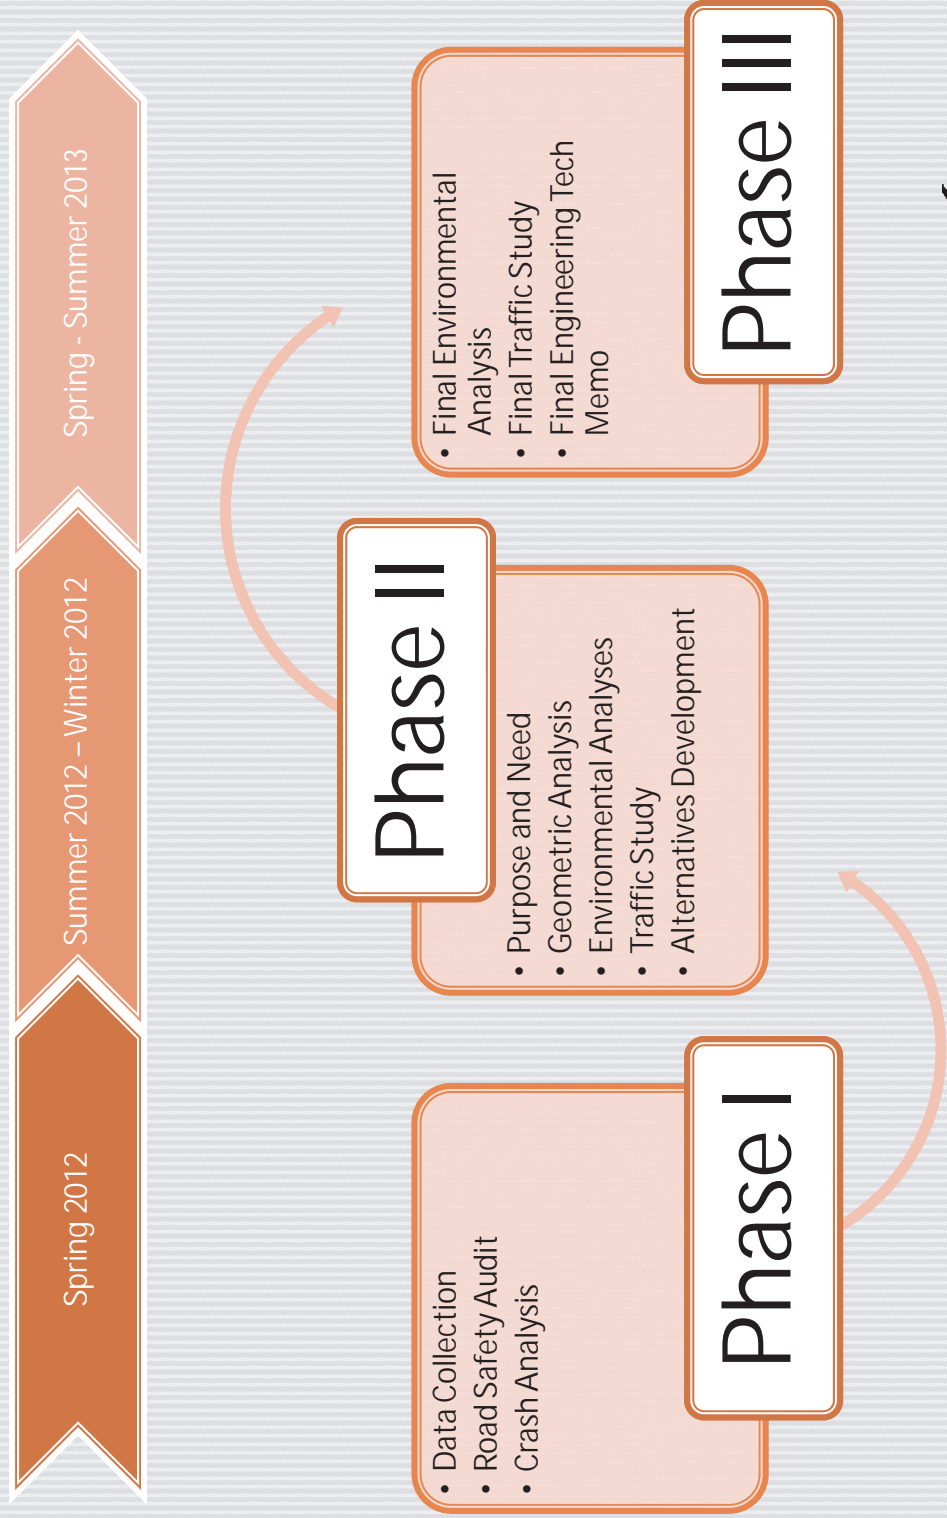 Spring 2012
Summer 2012 – Winter 2012
Spring - Summer 2013
• Data Collection
• Road Safety Audit
• Crash Analysis
Phase I
Phase II
• Purpose and Need
• Geometric Analysis
• Environmental Analyses
• Traffic Study
• Alternatives Development
• Final Environmental
Analysis
• Final Traffic Study
• Final Engineering Tech
Memo
Phase III